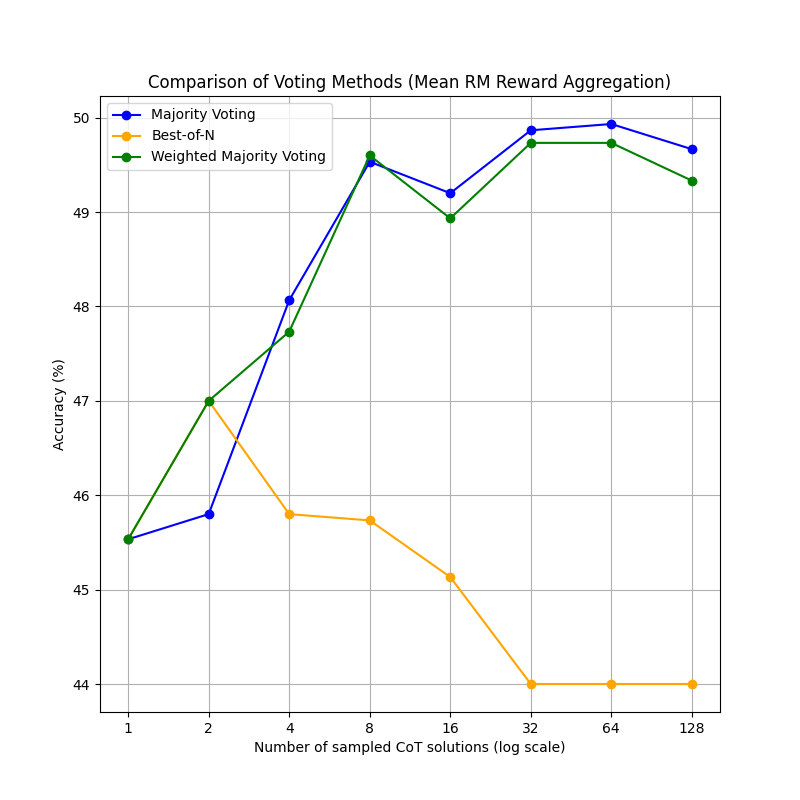 Comparison of Voting Methods (Mean RM Reward Aggregation)
Majority Voting
Best-of-N
Weighted Majority Voting
Accuracy (%)
50
49
48
47
46
45
44
1 2 4 8 16 32 64 128
Number of sampled CoT solutions (log scale)